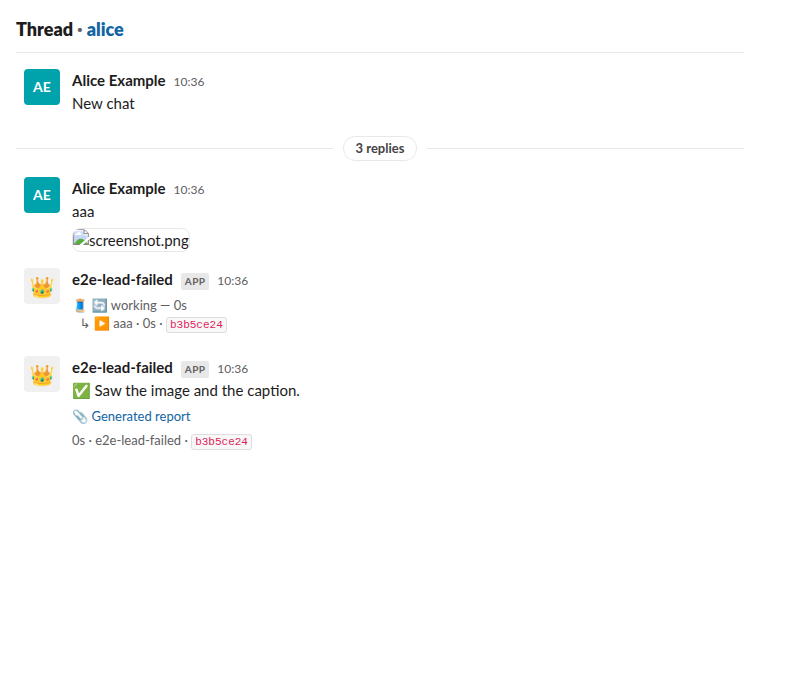 Thread · alice
AE
Alice Example 10:36
New chat
3 replies
AE
Alice Example 10:36
aaa
screenshot.png
e2e-lead-failed APP 10:36
🧵 🔄 working — 0s
↳ ▶️ aaa · 0s · b3b5ce24
e2e-lead-failed APP 10:36
✅ Saw the image and the caption.
📎 Generated report
0s · e2e-lead-failed · b3b5ce24